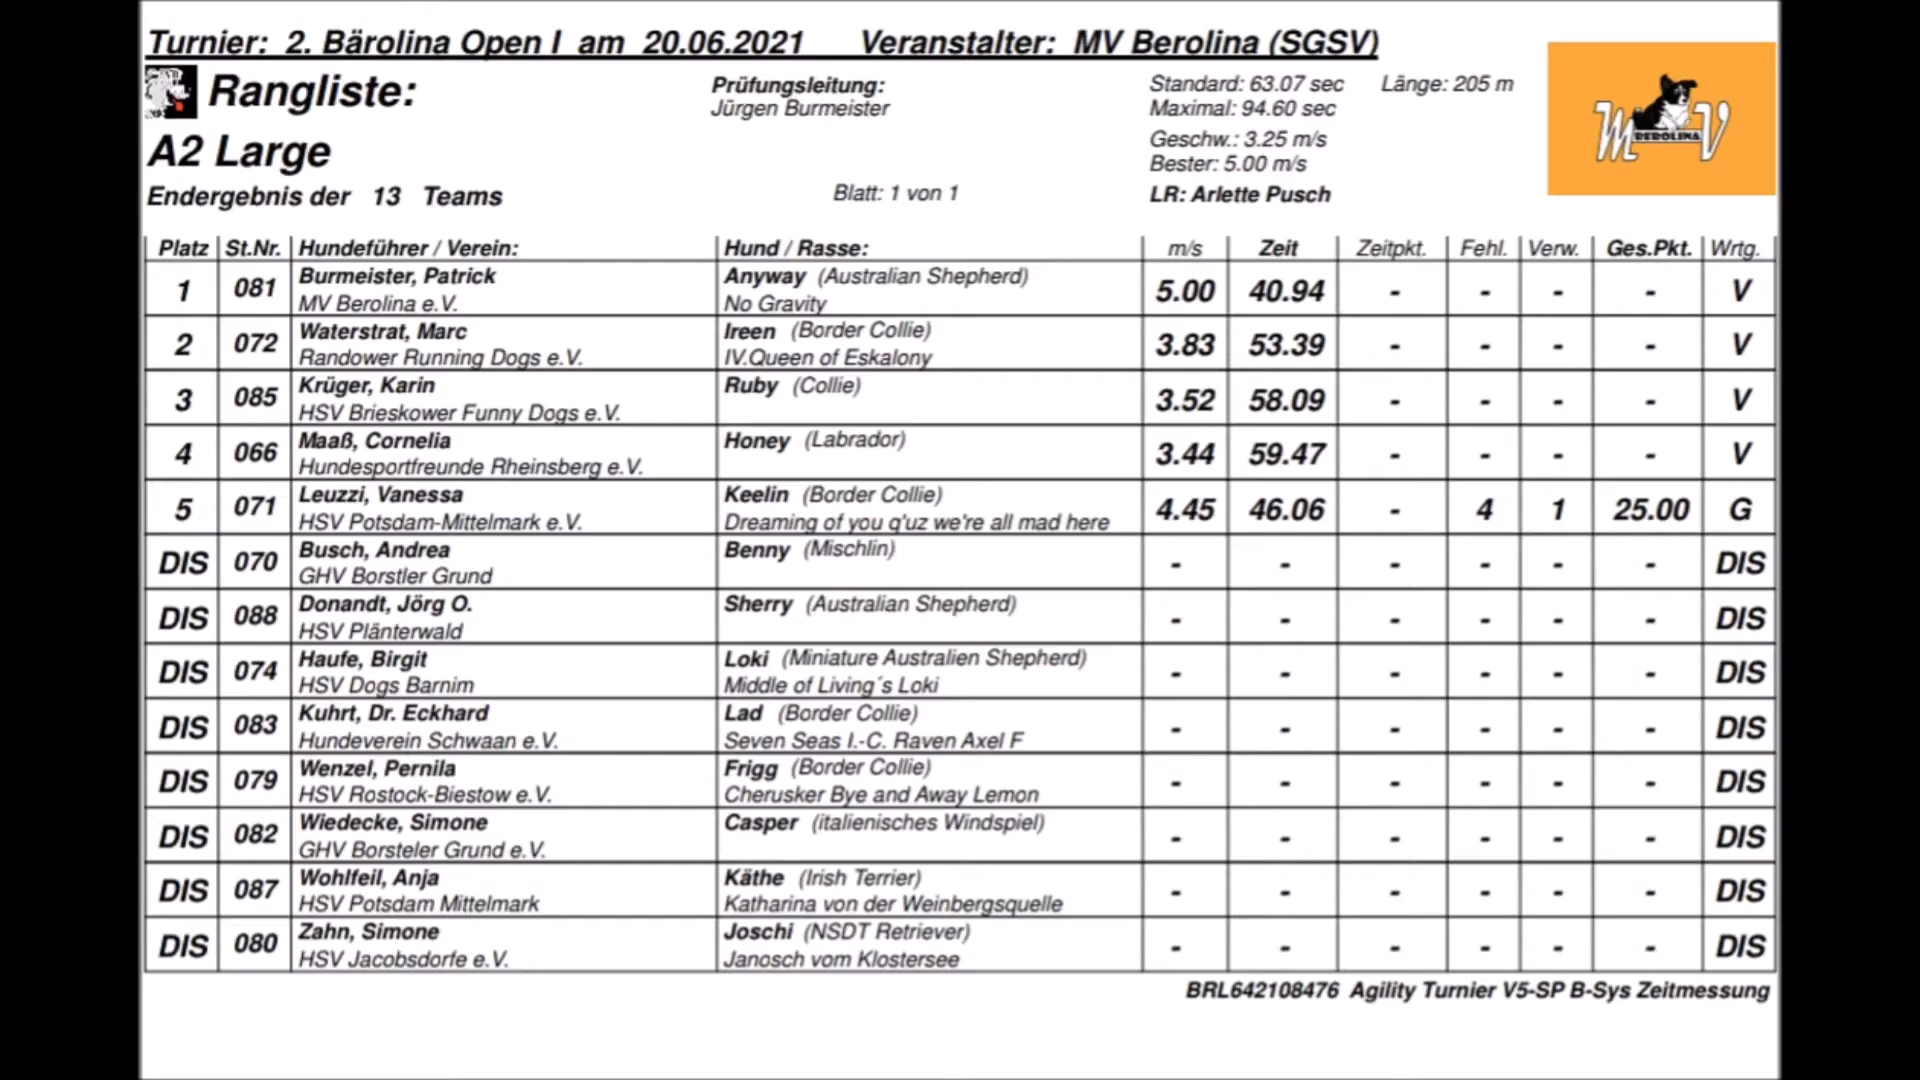 Turnier: 2. Bärolina Open I am 20.06.2021 Veranstalter: MV Berolina (SGSV)
Rangliste:
Prüfungsleitung:
Jürgen Burmeister
Standard: 63.07 sec Länge: 205 m
Maximal: 94.60 sec
Geschw.: 3.25 m/s
Bester: 5.00 m/s
LR: Arlette Pusch
M BEROLINA V
A2 Large
Endergebnis der 13 Teams
Blatt: 1 von 1
Platz St.Nr. Hundeführer / Verein: Hund / Rasse: m/s Zeit Zeitpkt. Fehl. Verw. Ges.Pkt. Wrtg.
1 081 Burmeister, Patrick Anyway (Australian Shepherd) 5.00 40.94 - - - - V
MV Berolina e.V. No Gravity
2 072 Waterstrat, Marc Ireen (Border Collie) 3.83 53.39 - - - - V
Randower Running Dogs e.V. IV.Queen of Eskalony
3 085 Krüger, Karin Ruby (Collie) 3.52 58.09 - - - - V
HSV Brieskower Funny Dogs e.V.
4 066 Maaß, Cornelia Honey (Labrador) 3.44 59.47 - - - - V
Hundesportfreunde Rheinsberg e.V.
5 071 Leuzzi, Vanessa Keelin (Border Collie) 4.45 46.06 - 4 1 25.00 G
HSV Potsdam-Mittelmark e.V. Dreaming of you q'uz we're all mad here
DIS 070 Busch, Andrea Benny (Mischlin) - - - - - - DIS
GHV Borstler Grund
DIS 088 Donandt, Jörg O. Sherry (Australian Shepherd) - - - - - - DIS
HSV Plänterwald
DIS 074 Haufe, Birgit Loki (Miniature Australien Shepherd) - - - - - - DIS
HSV Dogs Barnim Middle of Living´s Loki
DIS 083 Kuhrt, Dr. Eckhard Lad (Border Collie) - - - - - - DIS
Hundeverein Schwaan e.V. Seven Seas I.-C. Raven Axel F
DIS 079 Wenzel, Pernila Frigg (Border Collie) - - - - - - DIS
HSV Rostock-Biestow e.V. Cherusker Bye and Away Lemon
DIS 082 Wiedecke, Simone Casper (italienisches Windspiel) - - - - - - DIS
GHV Borsteler Grund e.V.
DIS 087 Wohlfeil, Anja Käthe (Irish Terrier) - - - - - - DIS
HSV Potsdam Mittelmark Katharina von der Weinbergsquelle
DIS 080 Zahn, Simone Joschi (NSDT Retriever) - - - - - - DIS
HSV Jacobsdorfe e.V. Janosch vom Klostersee
BRL642108476 Agility Turnier V5-SP B-Sys Zeitmessung